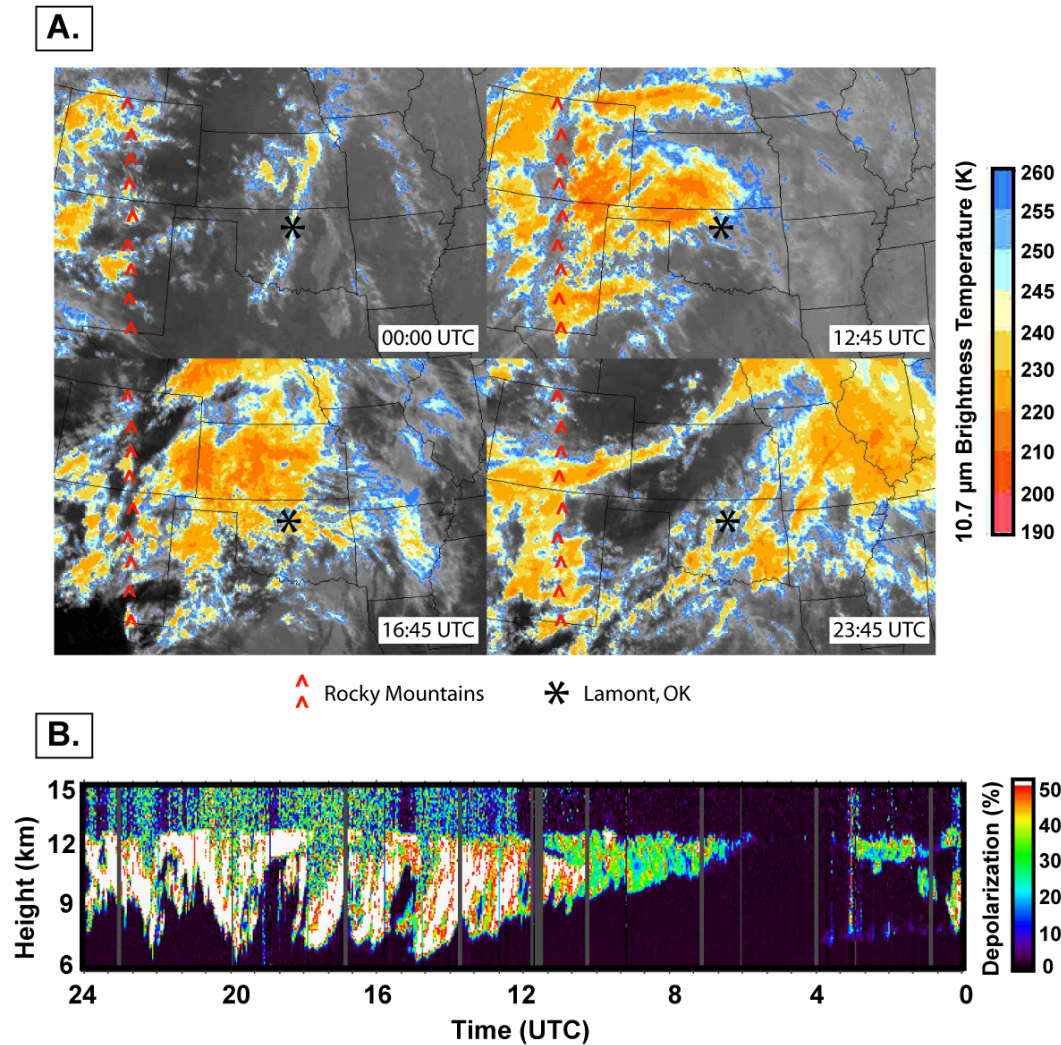 A.
00:00 UTC
12:45 UTC
16:45 UTC
23:45 UTC
10.7 µm Brightness Temperature (K)
260
255
250
245
240
230
220
210
200
190
Rocky Mountains
Lamont, OK
B.
Height (km)
15
12
9
6
24
20
16
12
8
4
0
Time (UTC)
Depolarization (%)
50
40
30
20
10
0